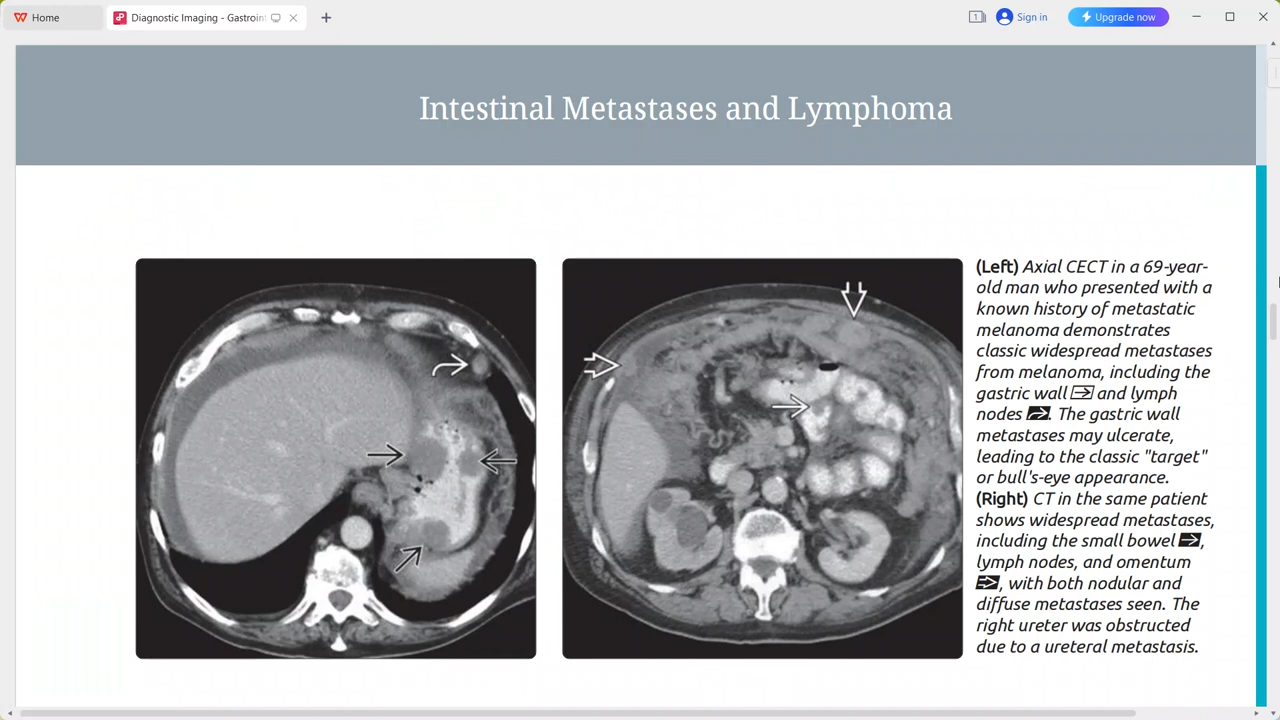 Home
Diagnostic Imaging - Gastroin
1
Sign in
Upgrade now
Intestinal Metastases and Lymphoma
(Left) Axial CECT in a 69-year-
old man who presented with a
known history of metastatic
melanoma demonstrates
classic widespread metastases
from melanoma, including the
gastric wall and lymph
nodes . The gastric wall
metastases may ulcerate,
leading to the classic "target"
or bull's-eye appearance.
(Right) CT in the same patient
shows widespread metastases,
including the small bowel ,
lymph nodes, and omentum
, with both nodular and
diffuse metastases seen. The
right ureter was obstructed
due to a ureteral metastasis.